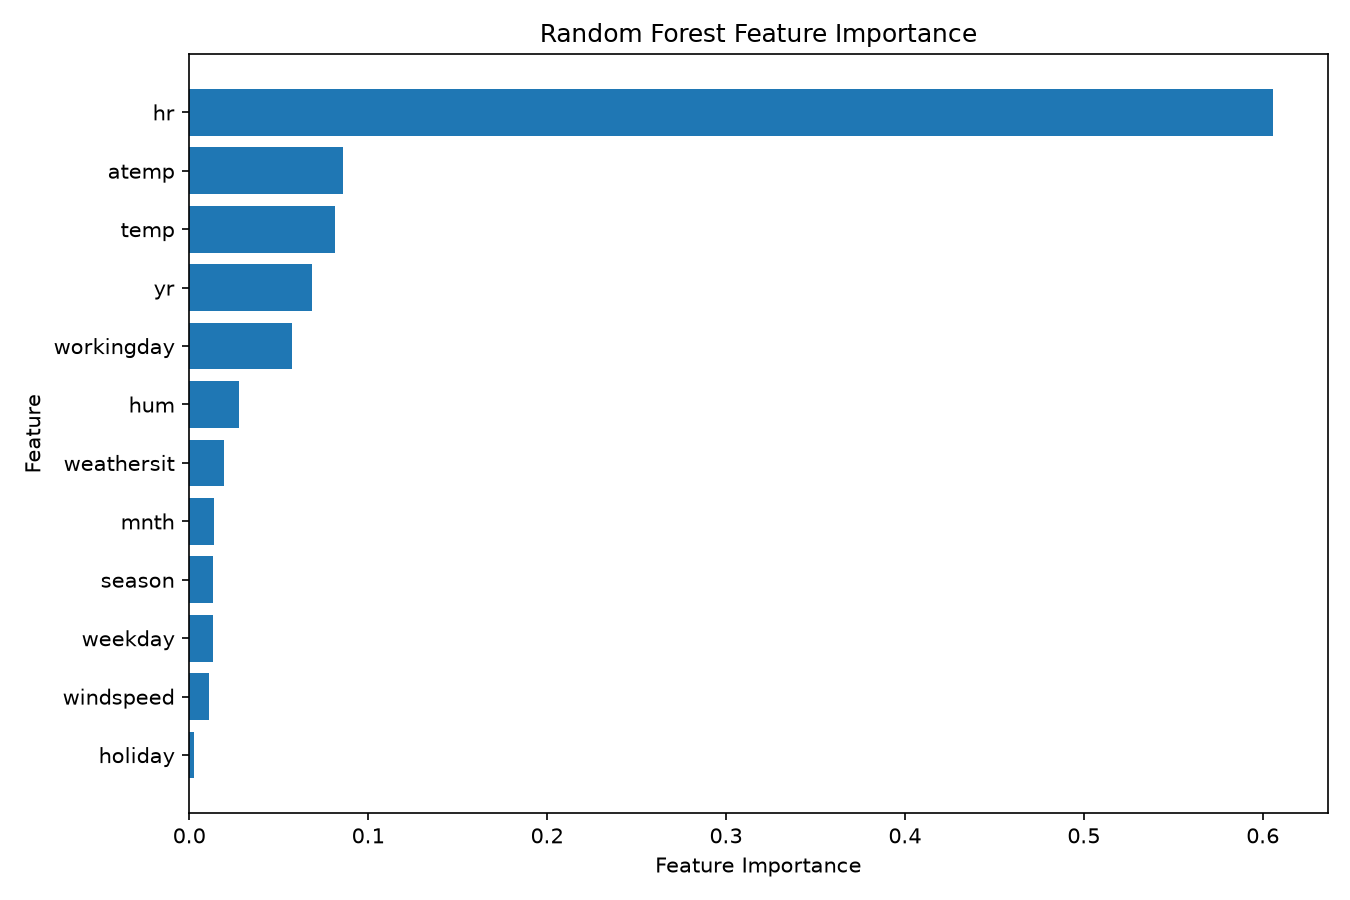 Random Forest Feature Importance
hr
atemp
temp
yr
workingday
hum
weathersit
mnth
season
weekday
windspeed
holiday
Feature
0.0 0.1 0.2 0.3 0.4 0.5 0.6
Feature Importance